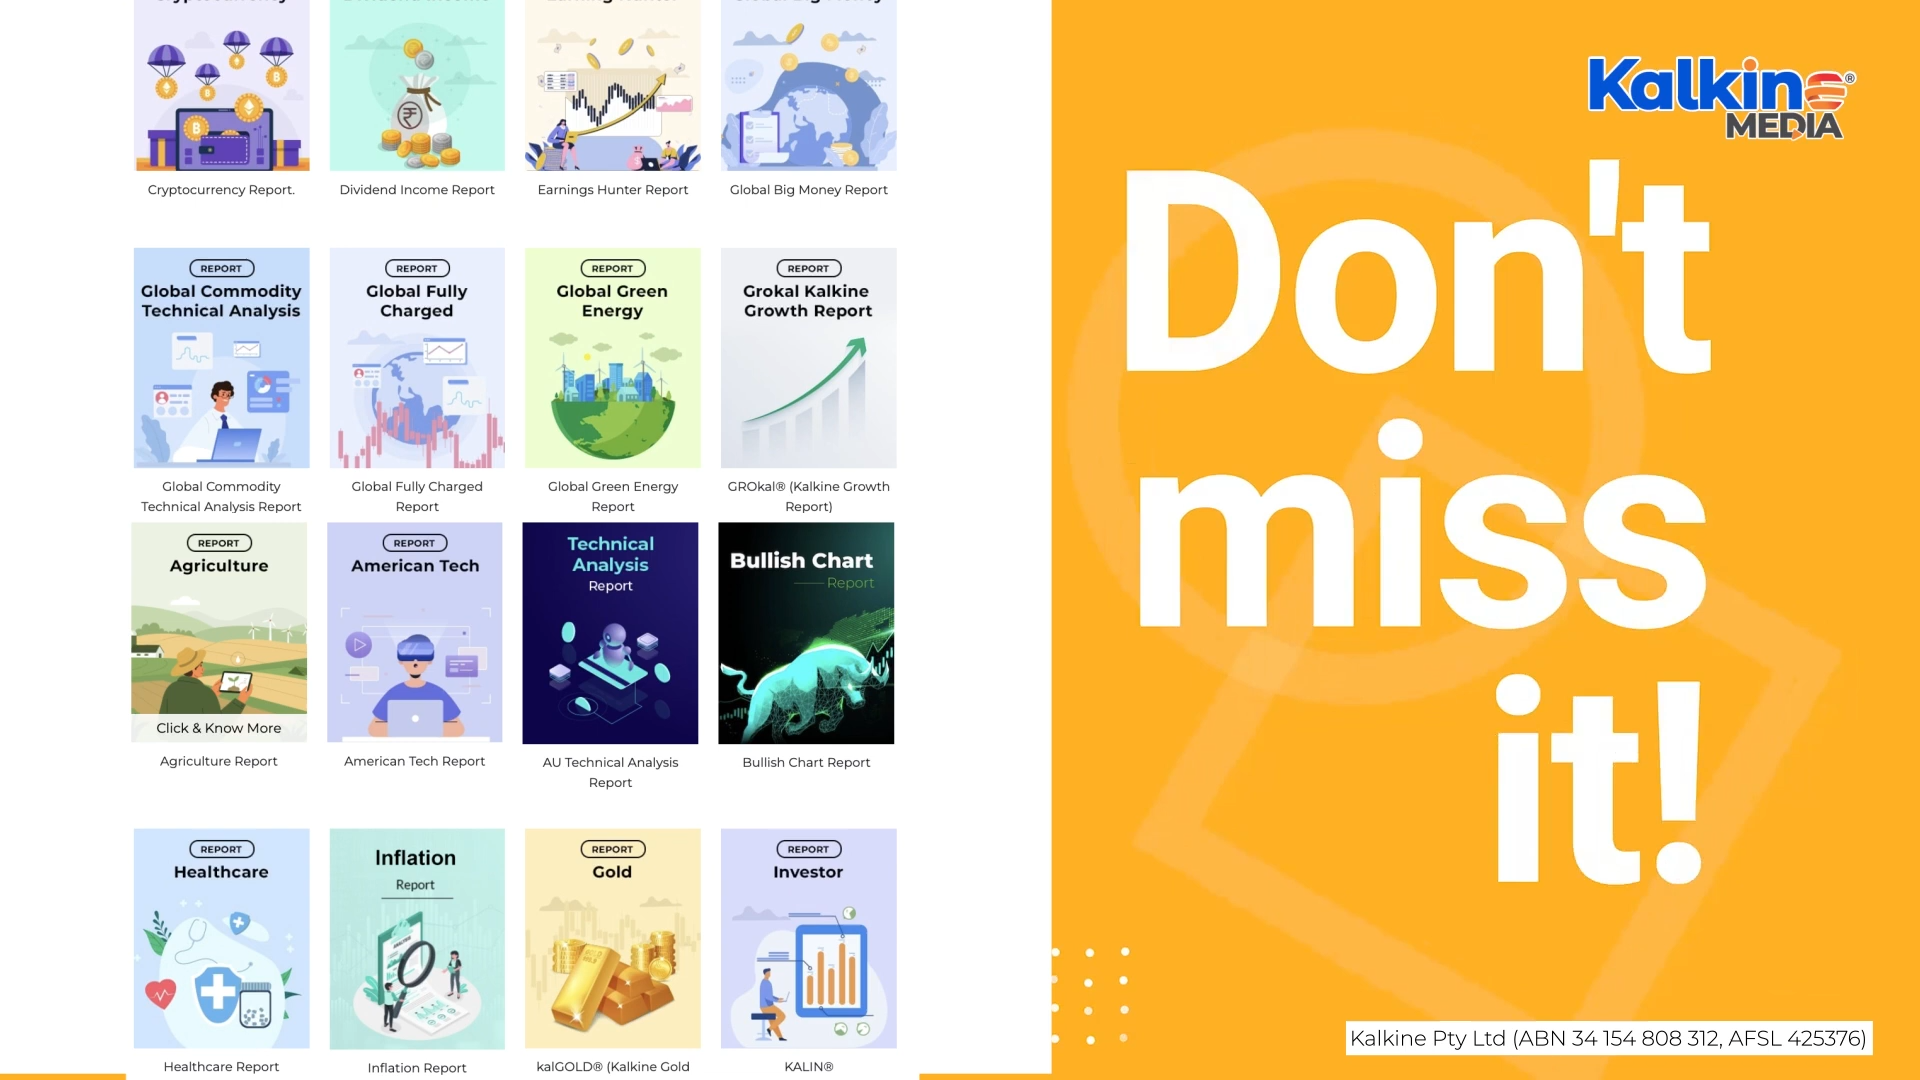 Cryptocurrency Report.
Dividend Income Report
Earnings Hunter Report
Global Big Money Report
REPORT
Global Commodity
Technical Analysis
REPORT
Global Fully
Charged
REPORT
Global Green
Energy
REPORT
Grokal Kalkine
Growth Report
Global Commodity
Technical Analysis Report
Global Fully Charged
Report
Global Green Energy
Report
GROkal® (Kalkine Growth
Report)
REPORT
Agriculture
Click & Know More
REPORT
American Tech
Technical
Analysis
Report
Bullish Chart
Report
Agriculture Report
American Tech Report
AU Technical Analysis
Report
Bullish Chart Report
REPORT
Healthcare
Inflation
Report
REPORT
Gold
REPORT
Investor
Healthcare Report
Inflation Report
kalGOLD® (Kalkine Gold
KALIN®
Kalkine®
MEDIA
Don't
miss
it!
Kalkine Pty Ltd (ABN 34 154 808 312, AFSL 425376)